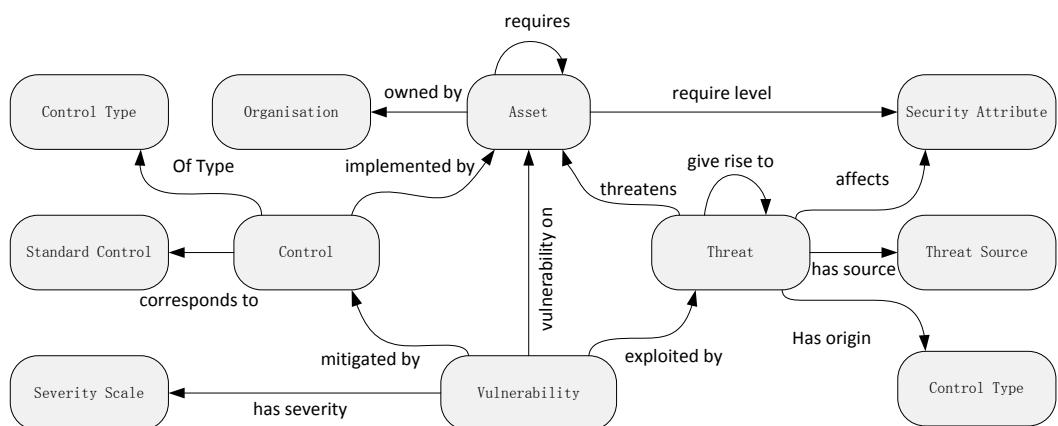 requires
Control Type
Organisation
owned by
Asset
require level
Security Attribute
Of Type
implemented by
give rise to
threatens
affects
Standard Control
Control
vulnerability on
Threat
has source
Threat Source
corresponds to
mitigated by
exploited by
Has origin
Severity Scale
has severity
Vulnerability
Control Type